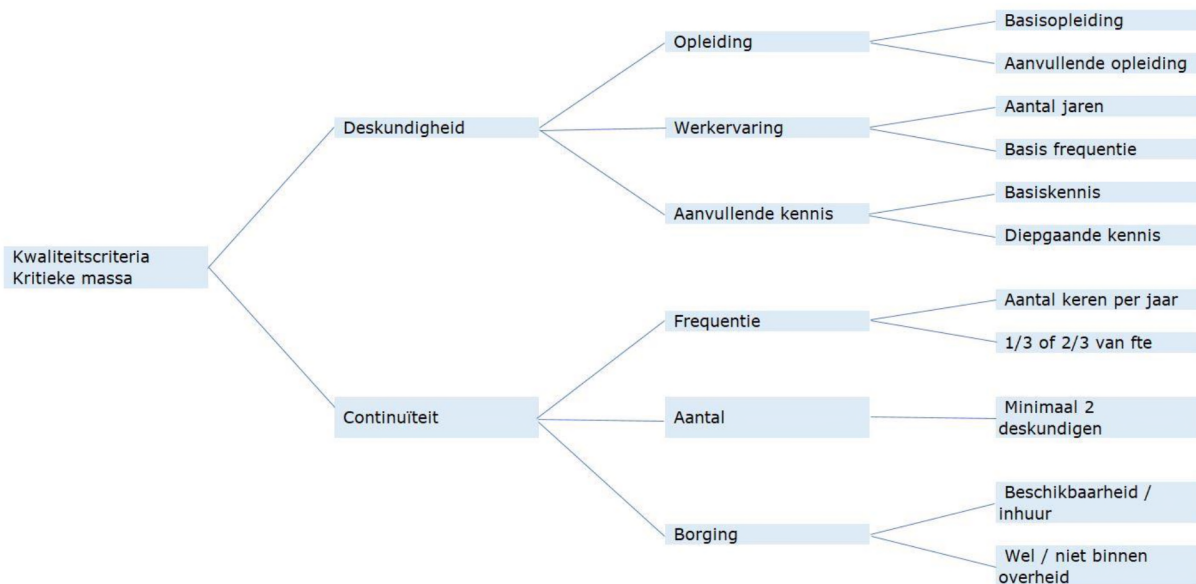 Kwaliteitscriteria
Kritieke massa
Deskundigheid
Opleiding
Basisopleiding
Aanvullende opleiding
Werkervaring
Aantal jaren
Basis frequentie
Aanvullende kennis
Basiskennis
Diepgaande kennis
Continuïteit
Frequentie
Aantal keren per jaar
1/3 of 2/3 van fte
Aantal
Minimaal 2
deskundigen
Borging
Beschikbaarheid /
inhuur
Wel / niet binnen
overheid